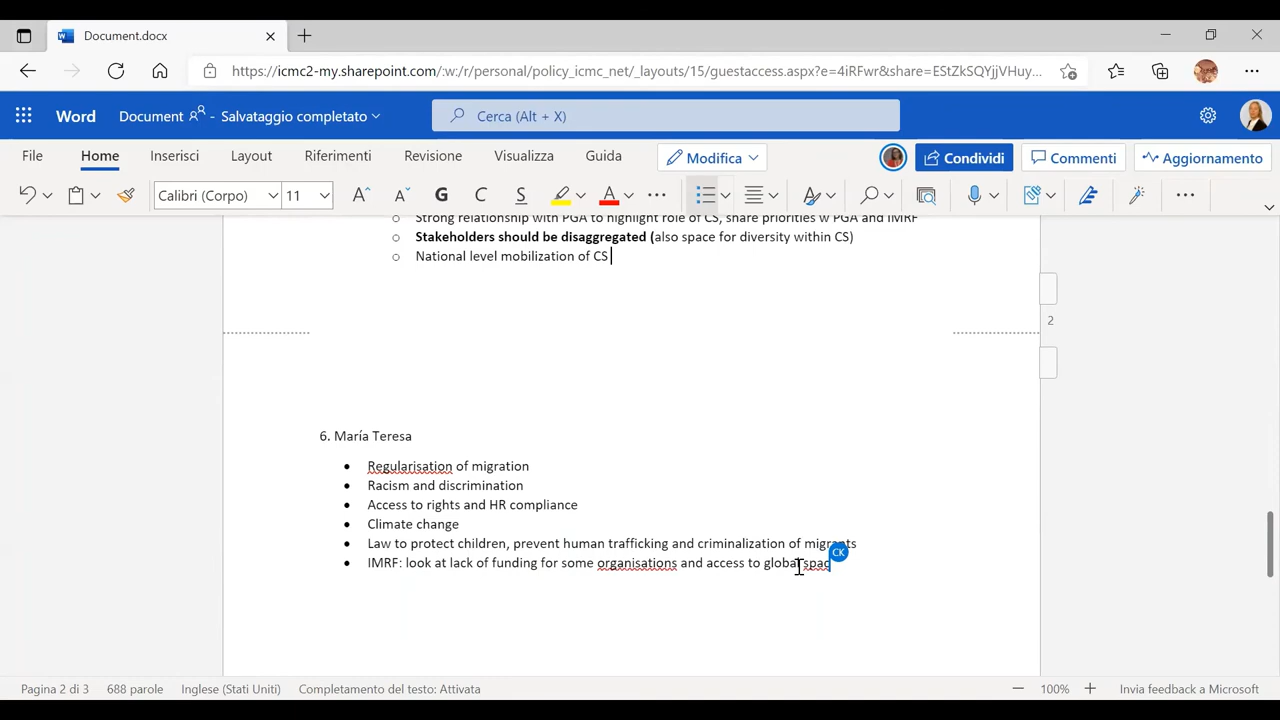 Document.docx
https://icmc2-my.sharepoint.com/:w:/r/personal/policy_icmc_net/_layouts/15/guestaccess.aspx?e=4iRFwr&share=EStZkSQYjjVHuy...
Word Document - Salvataggio completato Cerca (Alt + X)
File Home Inserisci Layout Riferimenti Revisione Visualizza Guida Modifica Condividi Commenti Aggiornamento
Calibri (Corpo) 11 A A G C S A
Strong relationship with PGA to highlight role of CS, share priorities w PGA and IMRF
Stakeholders should be disaggregated (also space for diversity within CS)
National level mobilization of CS
2
6. María Teresa
Regularisation of migration
Racism and discrimination
Access to rights and HR compliance
Climate change
Law to protect children, prevent human trafficking and criminalization of migrants
CK
IMRF: look at lack of funding for some organisations and access to global spac
Pagina 2 di 3 688 parole Inglese (Stati Uniti) Completamento del testo: Attivata 100% Invia feedback a Microsoft